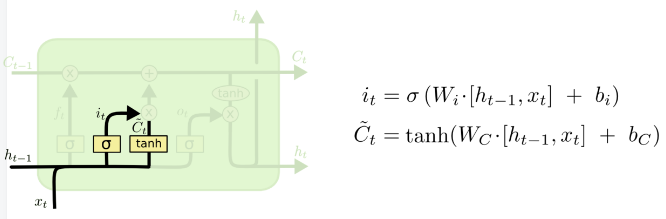 h_t
C_{t-1}
C_t
tanh
f_t
i_t
C̃_t
o_t
σ
σ
tanh
σ
h_{t-1}
h_t
x_t
i_t = σ (W_i·[h_{t-1}, x_t] + b_i)
C̃_t = tanh(W_C·[h_{t-1}, x_t] + b_C)